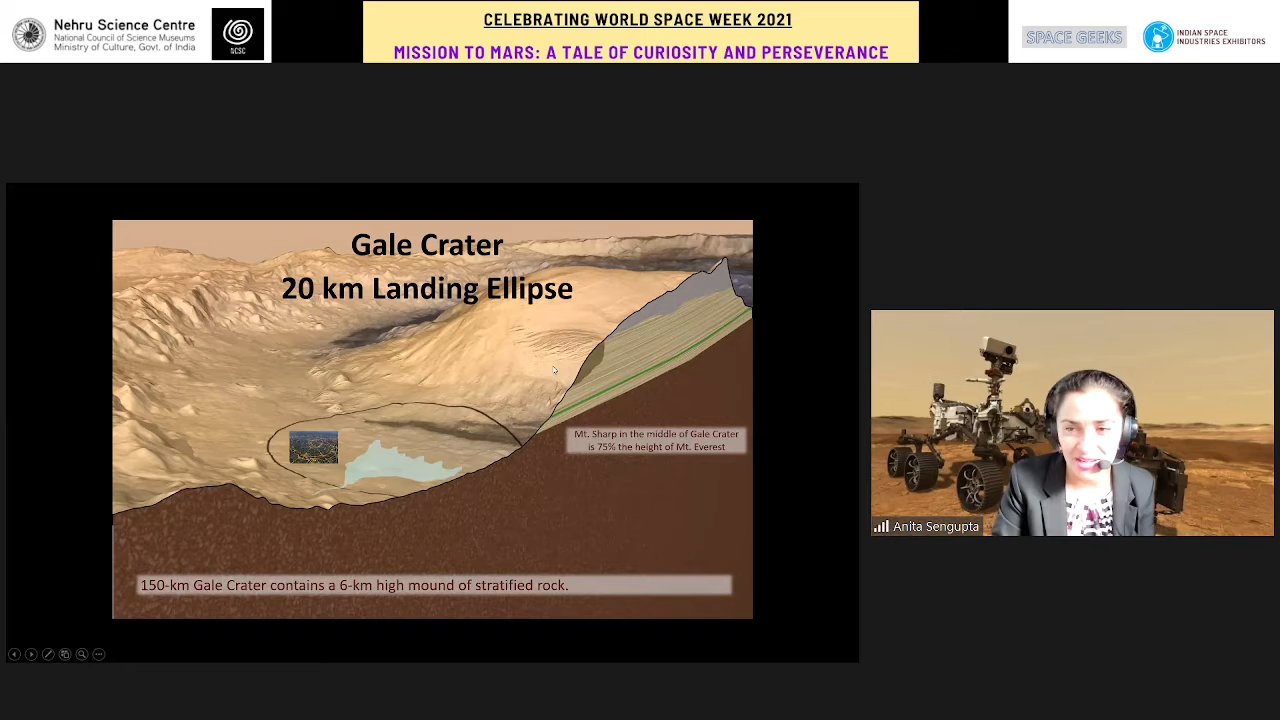 Nehru Science Centre
National Council of Science Museums
Ministry of Culture, Govt. of India
NCSC
CELEBRATING WORLD SPACE WEEK 2021
MISSION TO MARS: A TALE OF CURIOSITY AND PERSEVERANCE
SPACE GEEKS
INDIAN SPACE
INDUSTRIES EXHIBITORS
Gale Crater
20 km Landing Ellipse
Mt. Sharp in the middle of Gale Crater
is 75% the height of Mt. Everest
150-km Gale Crater contains a 6-km high mound of stratified rock.
Anita Sengupta